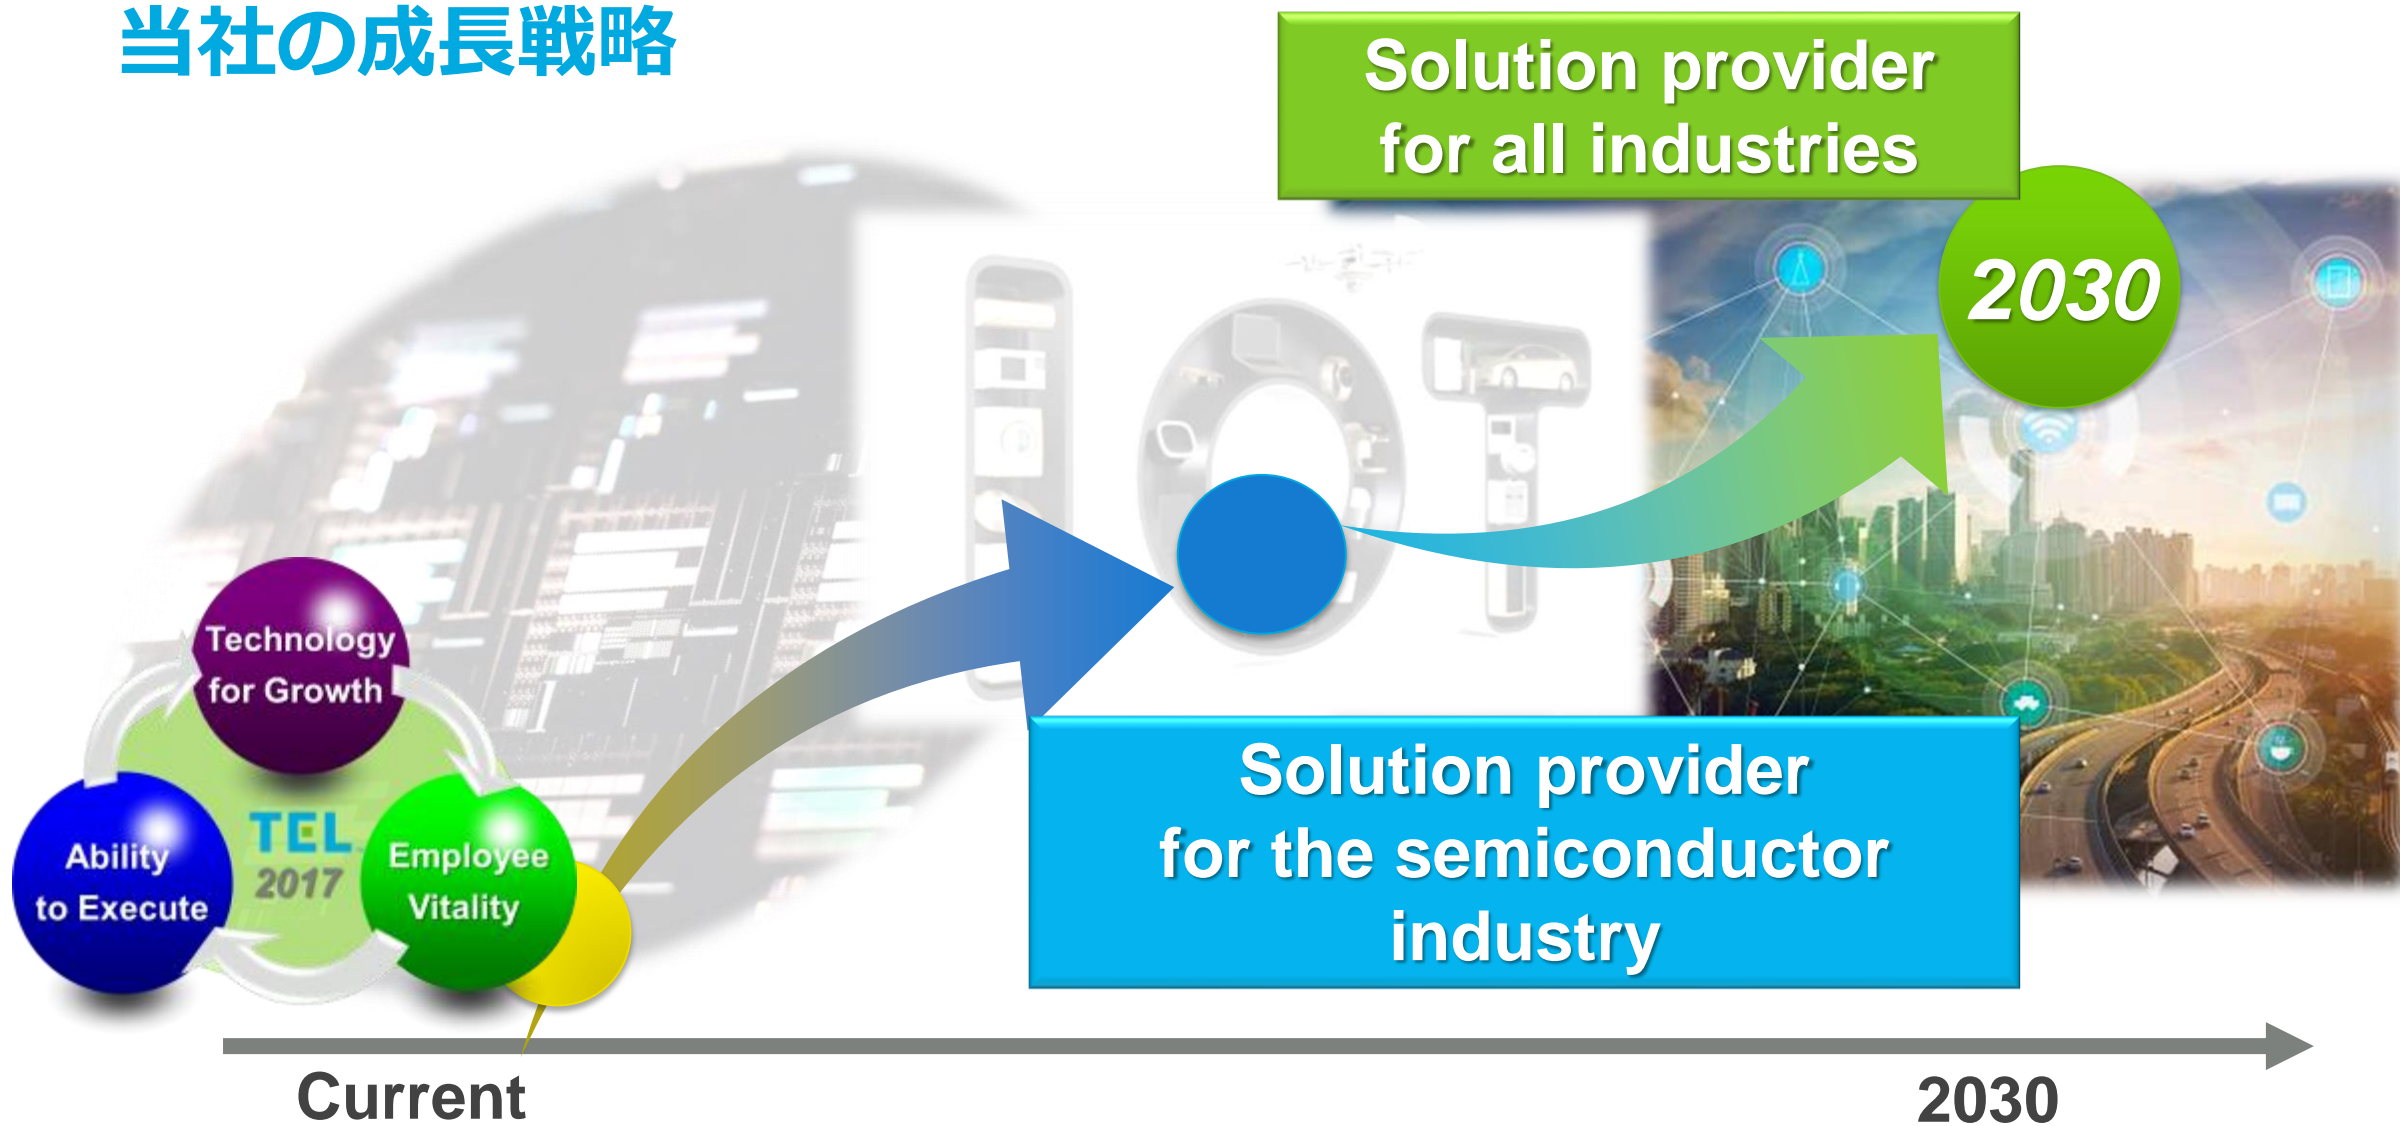 当社の成長戦略
Solution provider
for all industries
2030
IOT
Technology
for Growth
TEL
2017
Ability
to Execute
Employee
Vitality
Solution provider
for the semiconductor
industry
Current
2030